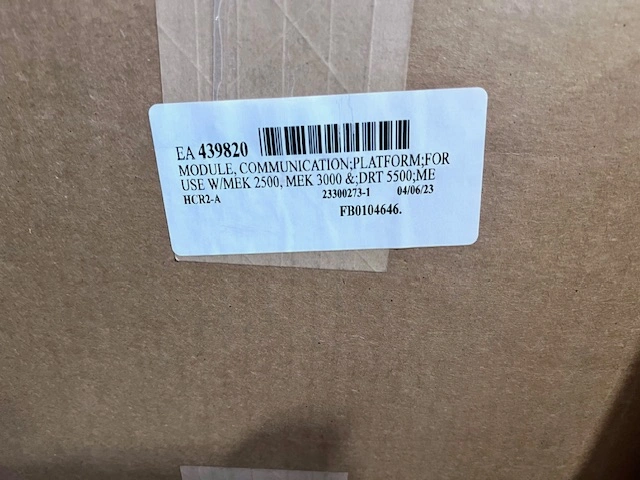 EA 439820
MODULE, COMMUNICATION;PLATFORM;FOR
USE W/MEK 2500, MEK 3000 &;DRT 5500;ME
HCR2-A 23300273-1 04/06/23
FB0104646.